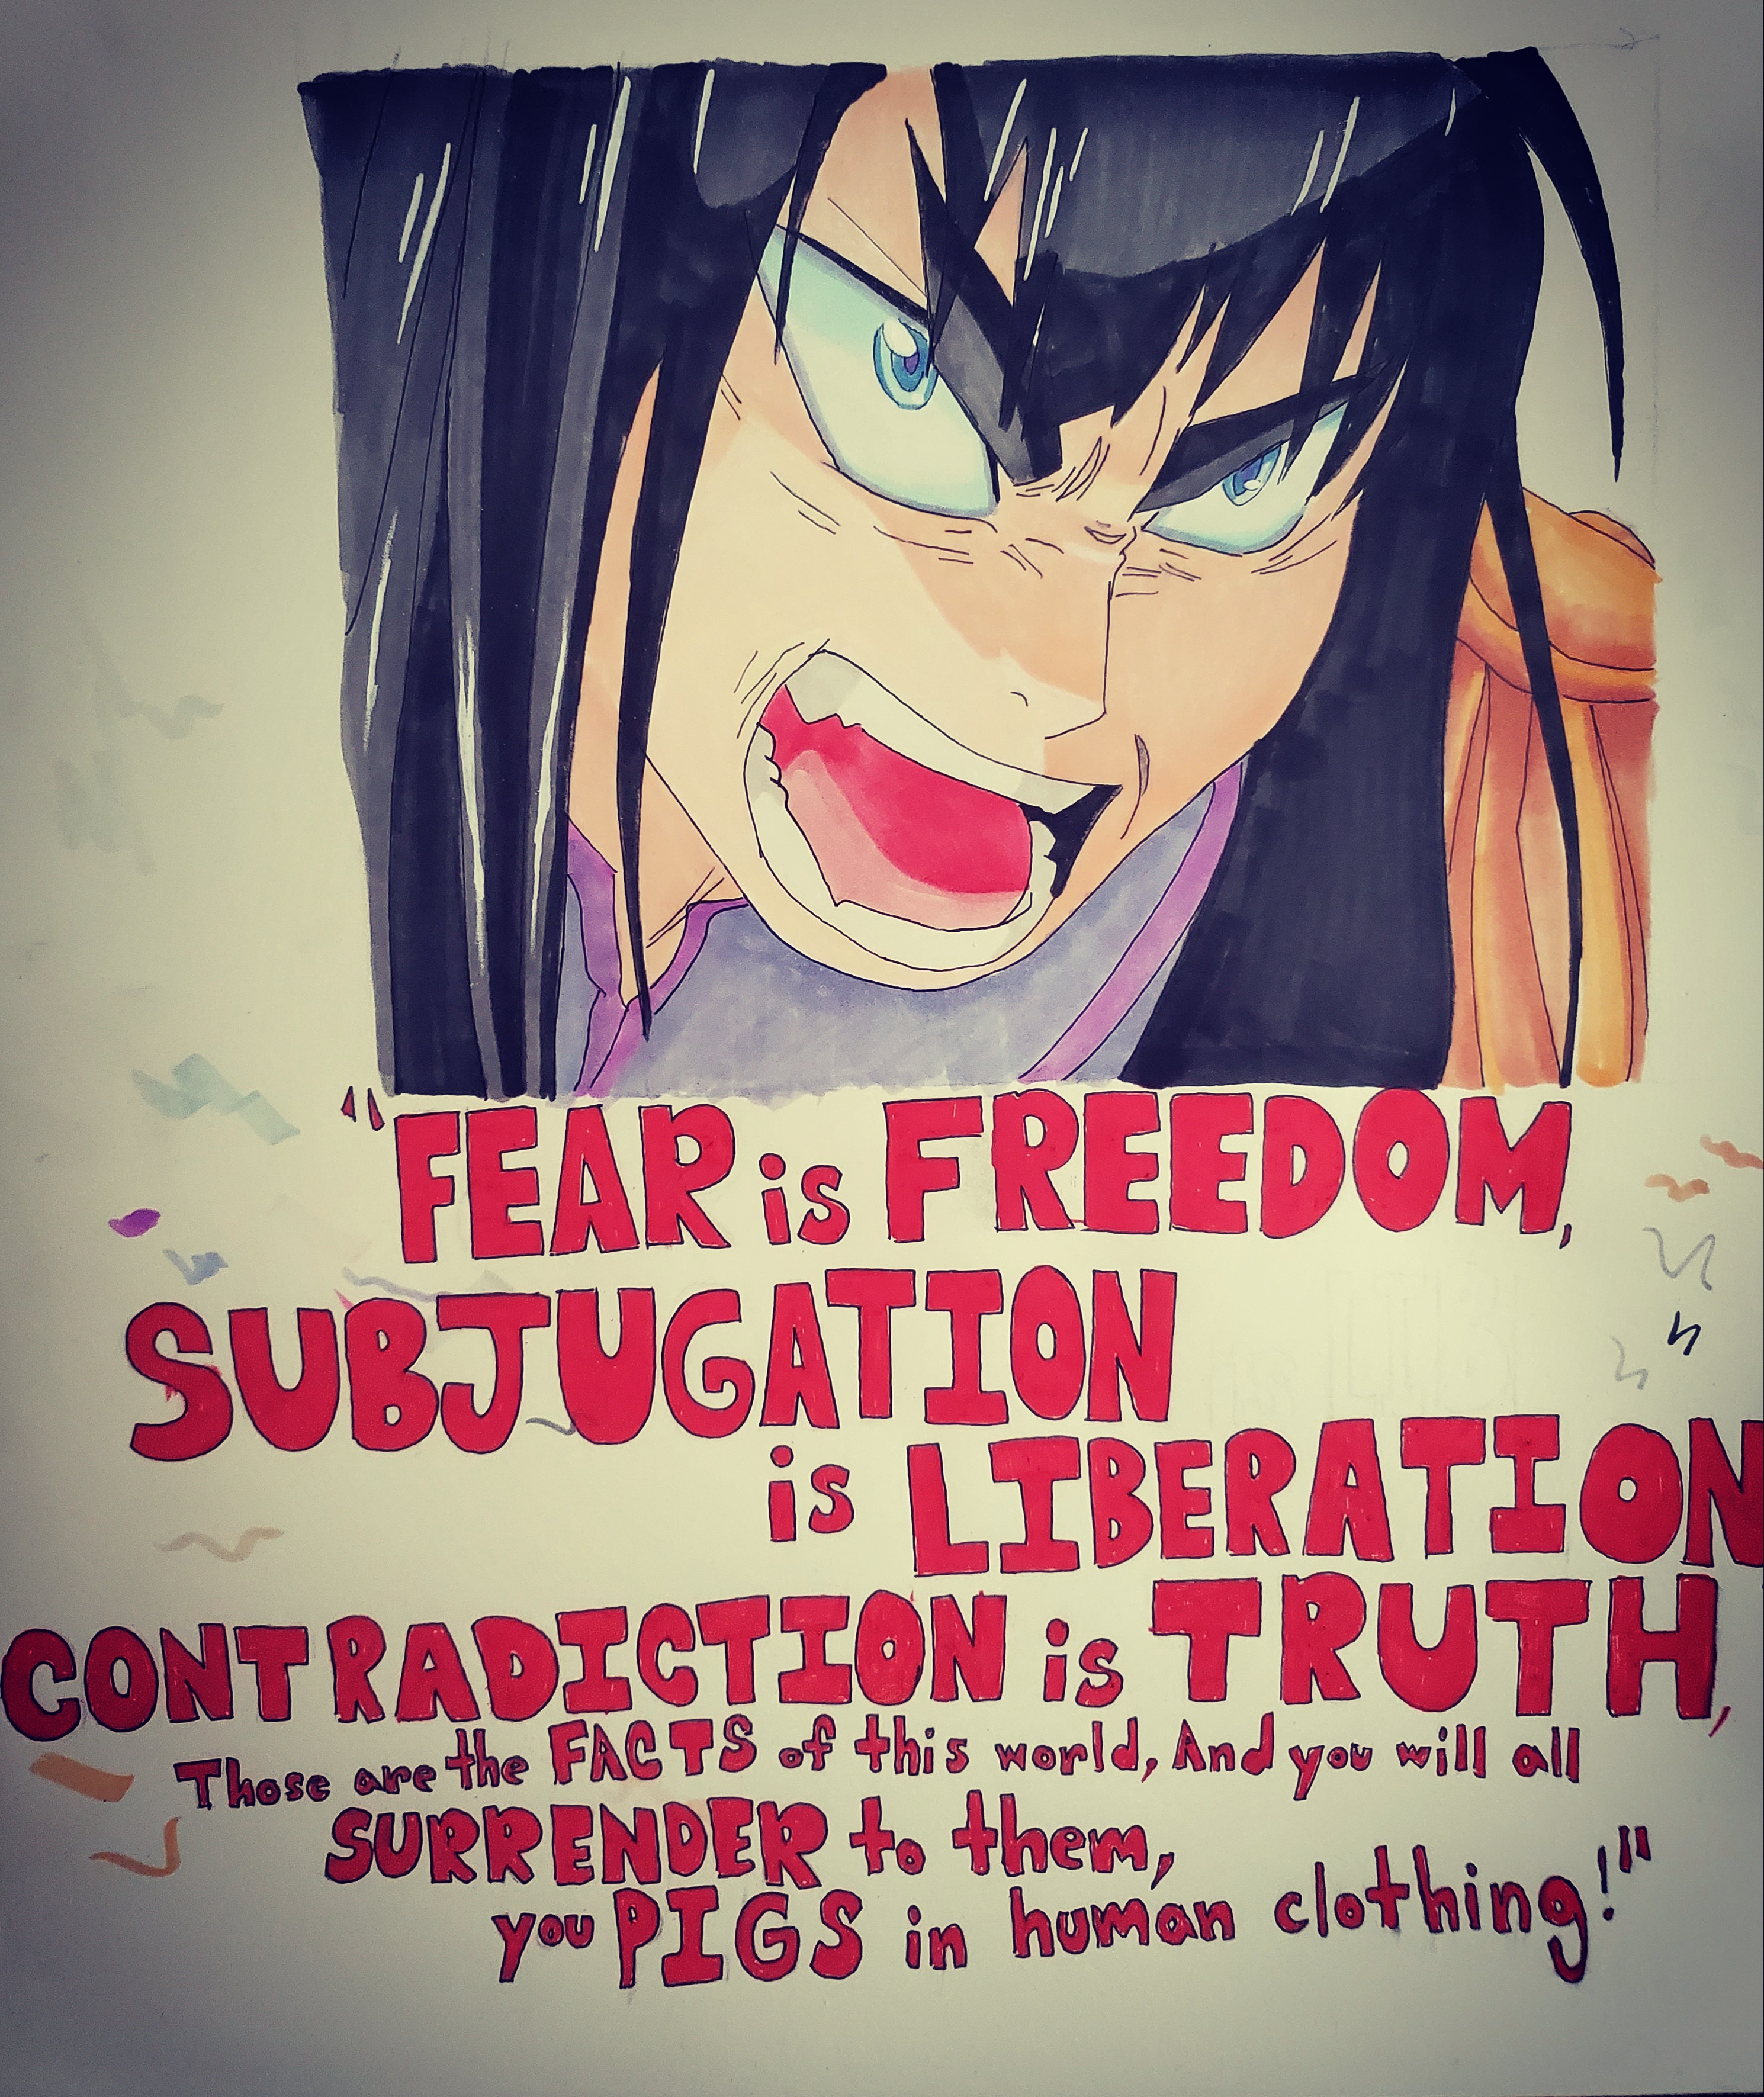 "FEAR is FREEDOM,
SUBJUGATION
is LIBERATION
CONTRADICTION is TRUTH,
Those are the FACTS of this world, And you will all
SURRENDER to them,
you PIGS in human clothing!"